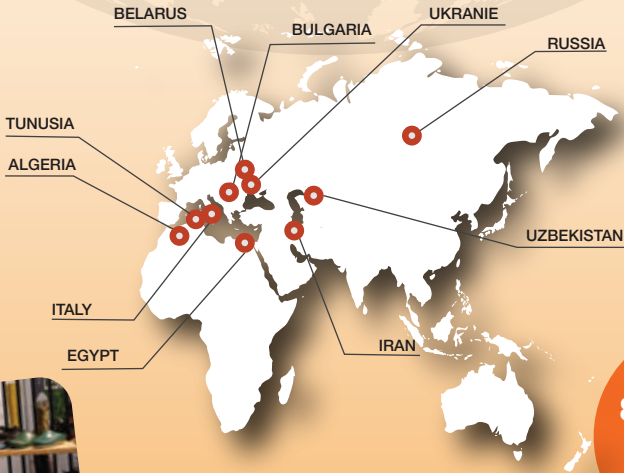 BELARUS
UKRANIE
BULGARIA
RUSSIA
TUNUSIA
ALGERIA
UZBEKISTAN
ITALY
IRAN
EGYPT